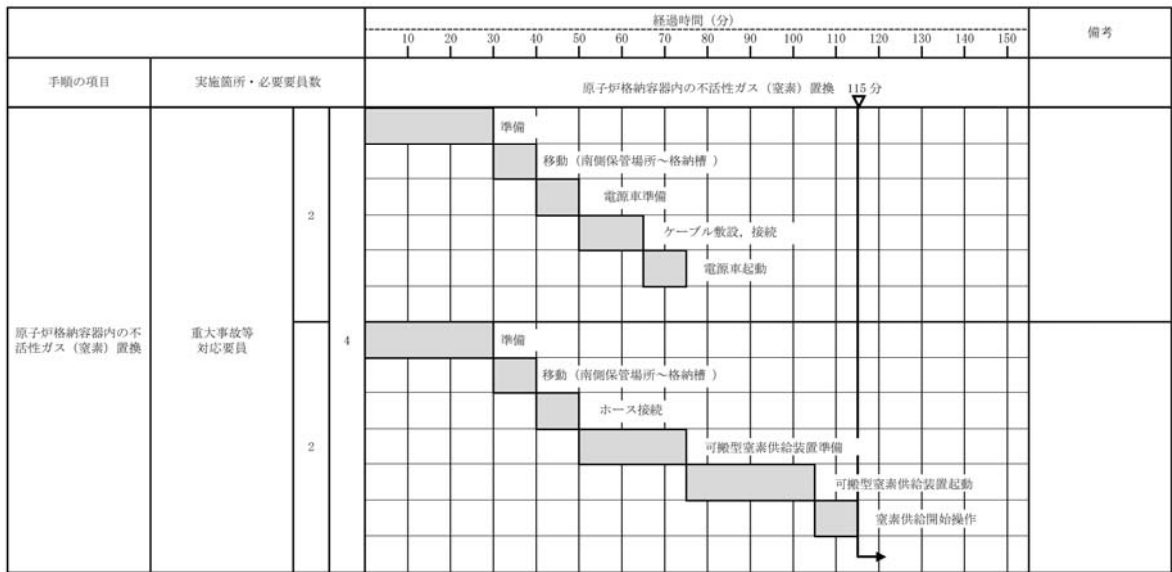 経過時間（分）
備考
10 20 30 40 50 60 70 80 90 100 110 120 130 140 150
手順の項目
実施箇所・必要要員数
原子炉格納容器内の不活性ガス（窒素）置換 115分
原子炉格納容器内の不
活性ガス（窒素）置換
重大事故等
対応要員
4
2
準備
移動（南側保管場所～格納槽 ）
電源車準備
ケーブル敷設，接続
電源車起動
2
準備
移動（南側保管場所～格納槽 ）
ホース接続
可搬型窒素供給装置準備
可搬型窒素供給装置起動
窒素供給開始操作